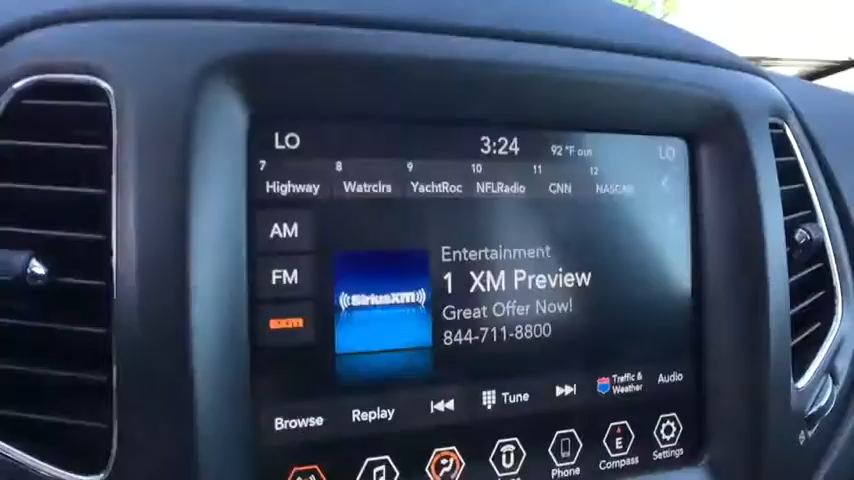 LO 3:24 92°F out LO
7 8 9 10 11 12
Highway Watrclrs YachtRoc NFLRadio CNN NASCAR
AM
FM
SiriusXM
Entertainment
1 XM Preview
Great Offer Now!
844-711-8800
Browse Replay Tune Traffic & Weather Audio
Phone E Compass Settings